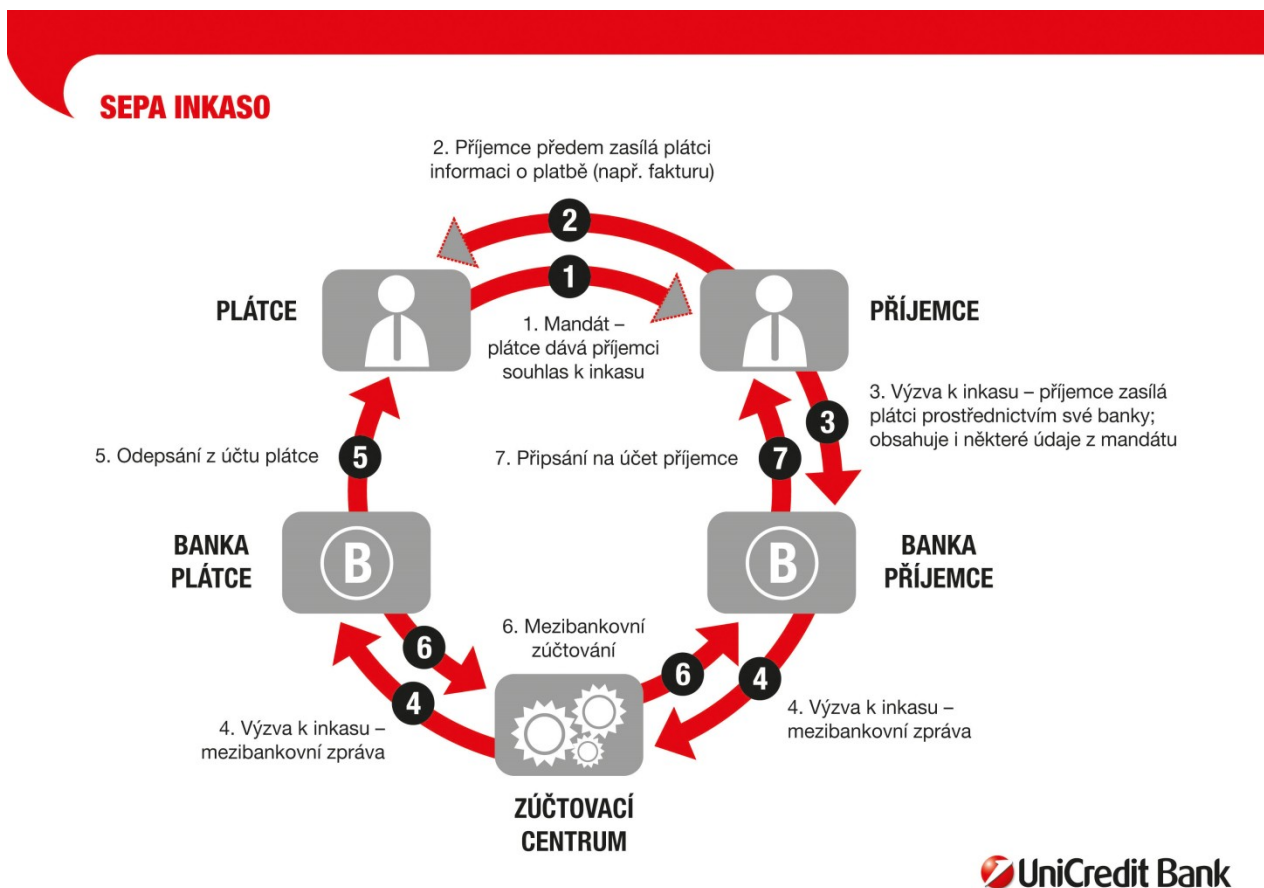 SEPA INKASO
2. Příjemce předem zasílá plátci
informaci o platbě (např. fakturu)
2
1
PLÁTCE
PŘÍJEMCE
1. Mandát –
plátce dává příjemci
souhlas k inkasu
3. Výzva k inkasu – příjemce zasílá
plátci prostřednictvím své banky;
obsahuje i některé údaje z mandátu
3
5. Odepsání z účtu plátce
5
7. Připsání na účet příjemce
7
BANKA
PLÁTCE
B
B
BANKA
PŘÍJEMCE
6. Mezibankovní
zúčtování
6
6
4
4
4. Výzva k inkasu –
mezibankovní zpráva
4. Výzva k inkasu –
mezibankovní zpráva
ZÚČTOVACÍ
CENTRUM
UniCredit Bank